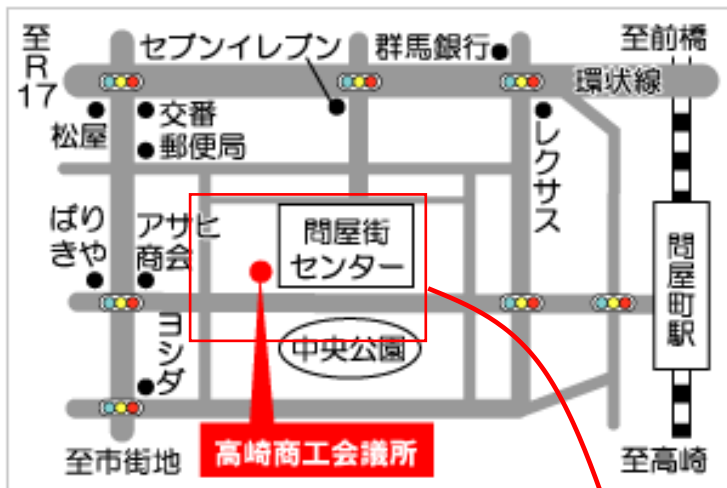 至
R
17
セブンイレブン
群馬銀行
至前橋
環状線
松屋
交番
郵便局
レクサス
ばり
きや
アサヒ
商会
問屋街
センター
問屋町駅
ヨシダ
中央公園
高崎商工会議所
至市街地
至高崎